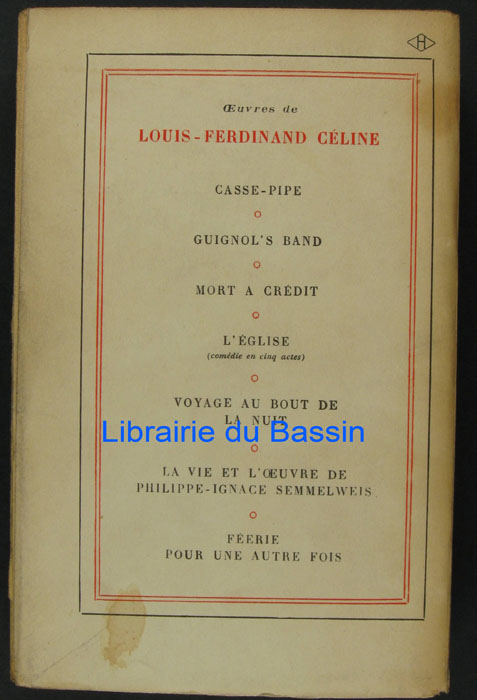 H
Œuvres de
LOUIS-FERDINAND CÉLINE
CASSE-PIPE
GUIGNOL'S BAND
MORT A CRÉDIT
L'ÉGLISE
(comédie en cinq actes)
VOYAGE AU BOUT DE
LA NUIT
Librairie du Bassin
LA VIE ET L'ŒUVRE DE
PHILIPPE-IGNACE SEMMELWEIS
FÉERIE
POUR UNE AUTRE FOIS